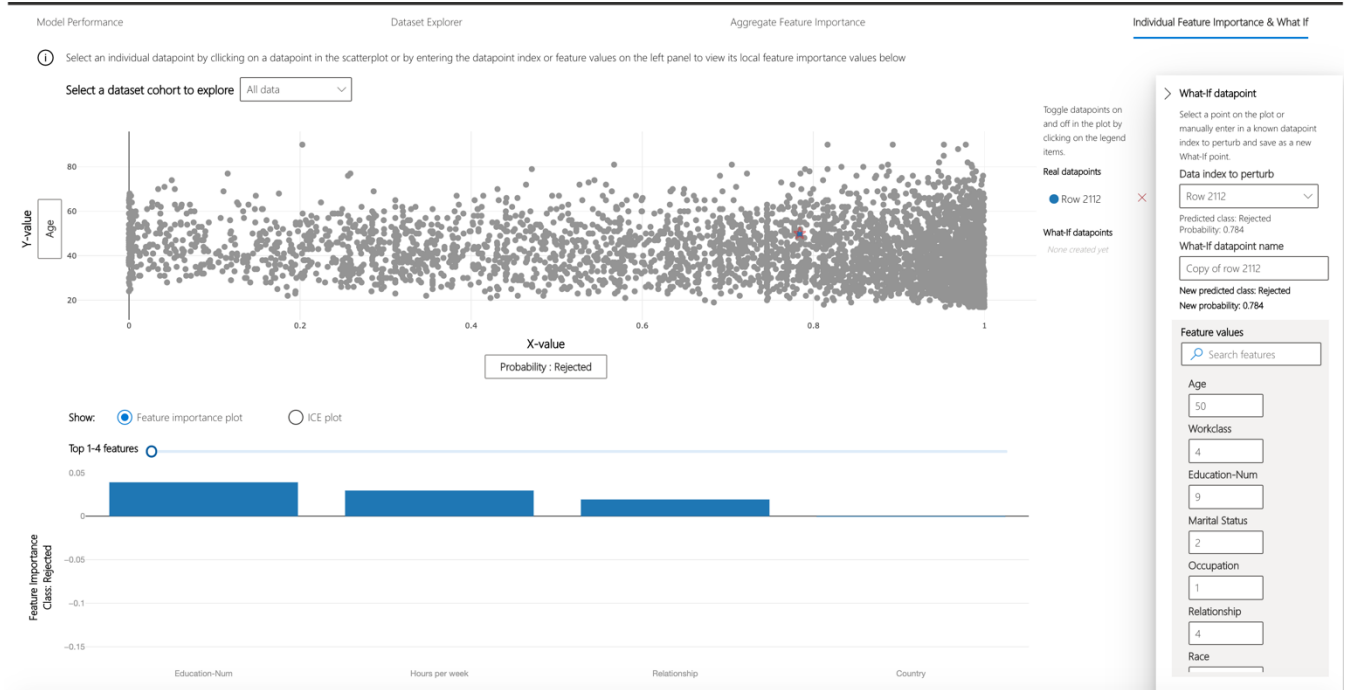 Model Performance
Dataset Explorer
Aggregate Feature Importance
Individual Feature Importance & What If
Select an individual datapoint by cllicking on a datapoint in the scatterplot or by entering the datapoint index or feature values on the left panel to view its local feature importance values below
Select a dataset cohort to explore
All data
Y-value
Age
80
60
40
20
0
0.2
0.4
0.6
0.8
1
X-value
Probability : Rejected
Toggle datapoints on
and off in the plot by
clicking on the legend
items.
Real datapoints
Row 2112
What-If datapoints
None created yet
Show:
Feature importance plot
ICE plot
Top 1-4 features
Feature Importance
Class: Rejected
0.05
0
−0.05
−0.1
−0.15
Education-Num
Hours per week
Relationship
Country
What-If datapoint
Select a point on the plot or
manually enter in a known datapoint
index to perturb and save as a new
What-If point.
Data index to perturb
Row 2112
Predicted class: Rejected
Probability: 0.784
What-If datapoint name
Copy of row 2112
New predicted class: Rejected
New probability: 0.784
Feature values
Search features
Age
50
Workclass
4
Education-Num
9
Marital Status
2
Occupation
1
Relationship
4
Race